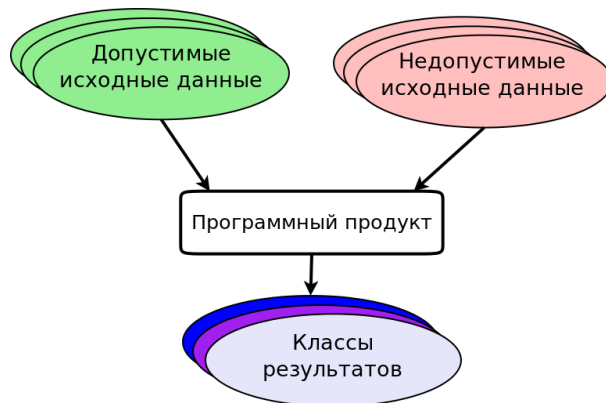 Допустимые
исходные данные
Недопустимые
исходные данные
Программный продукт
Классы
результатов